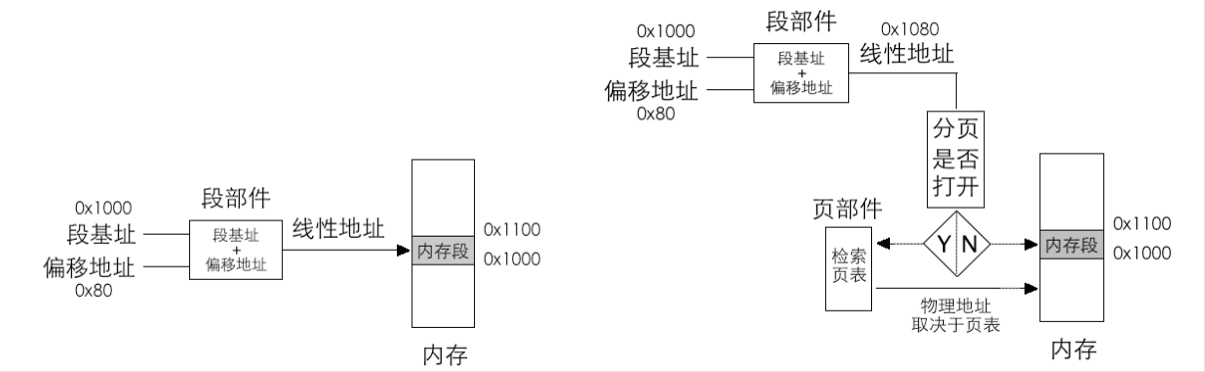 0x1000
段基址
偏移地址
0x80
段部件
段基址
+
偏移地址
线性地址
内存段
0x1100
0x1000
内存
0x1000
段基址
偏移地址
0x80
段部件
段基址
+
偏移地址
0x1080
线性地址
分页
是否
打开
Y N
页部件
检索
页表
物理地址
取决于页表
内存段
0x1100
0x1000
内存